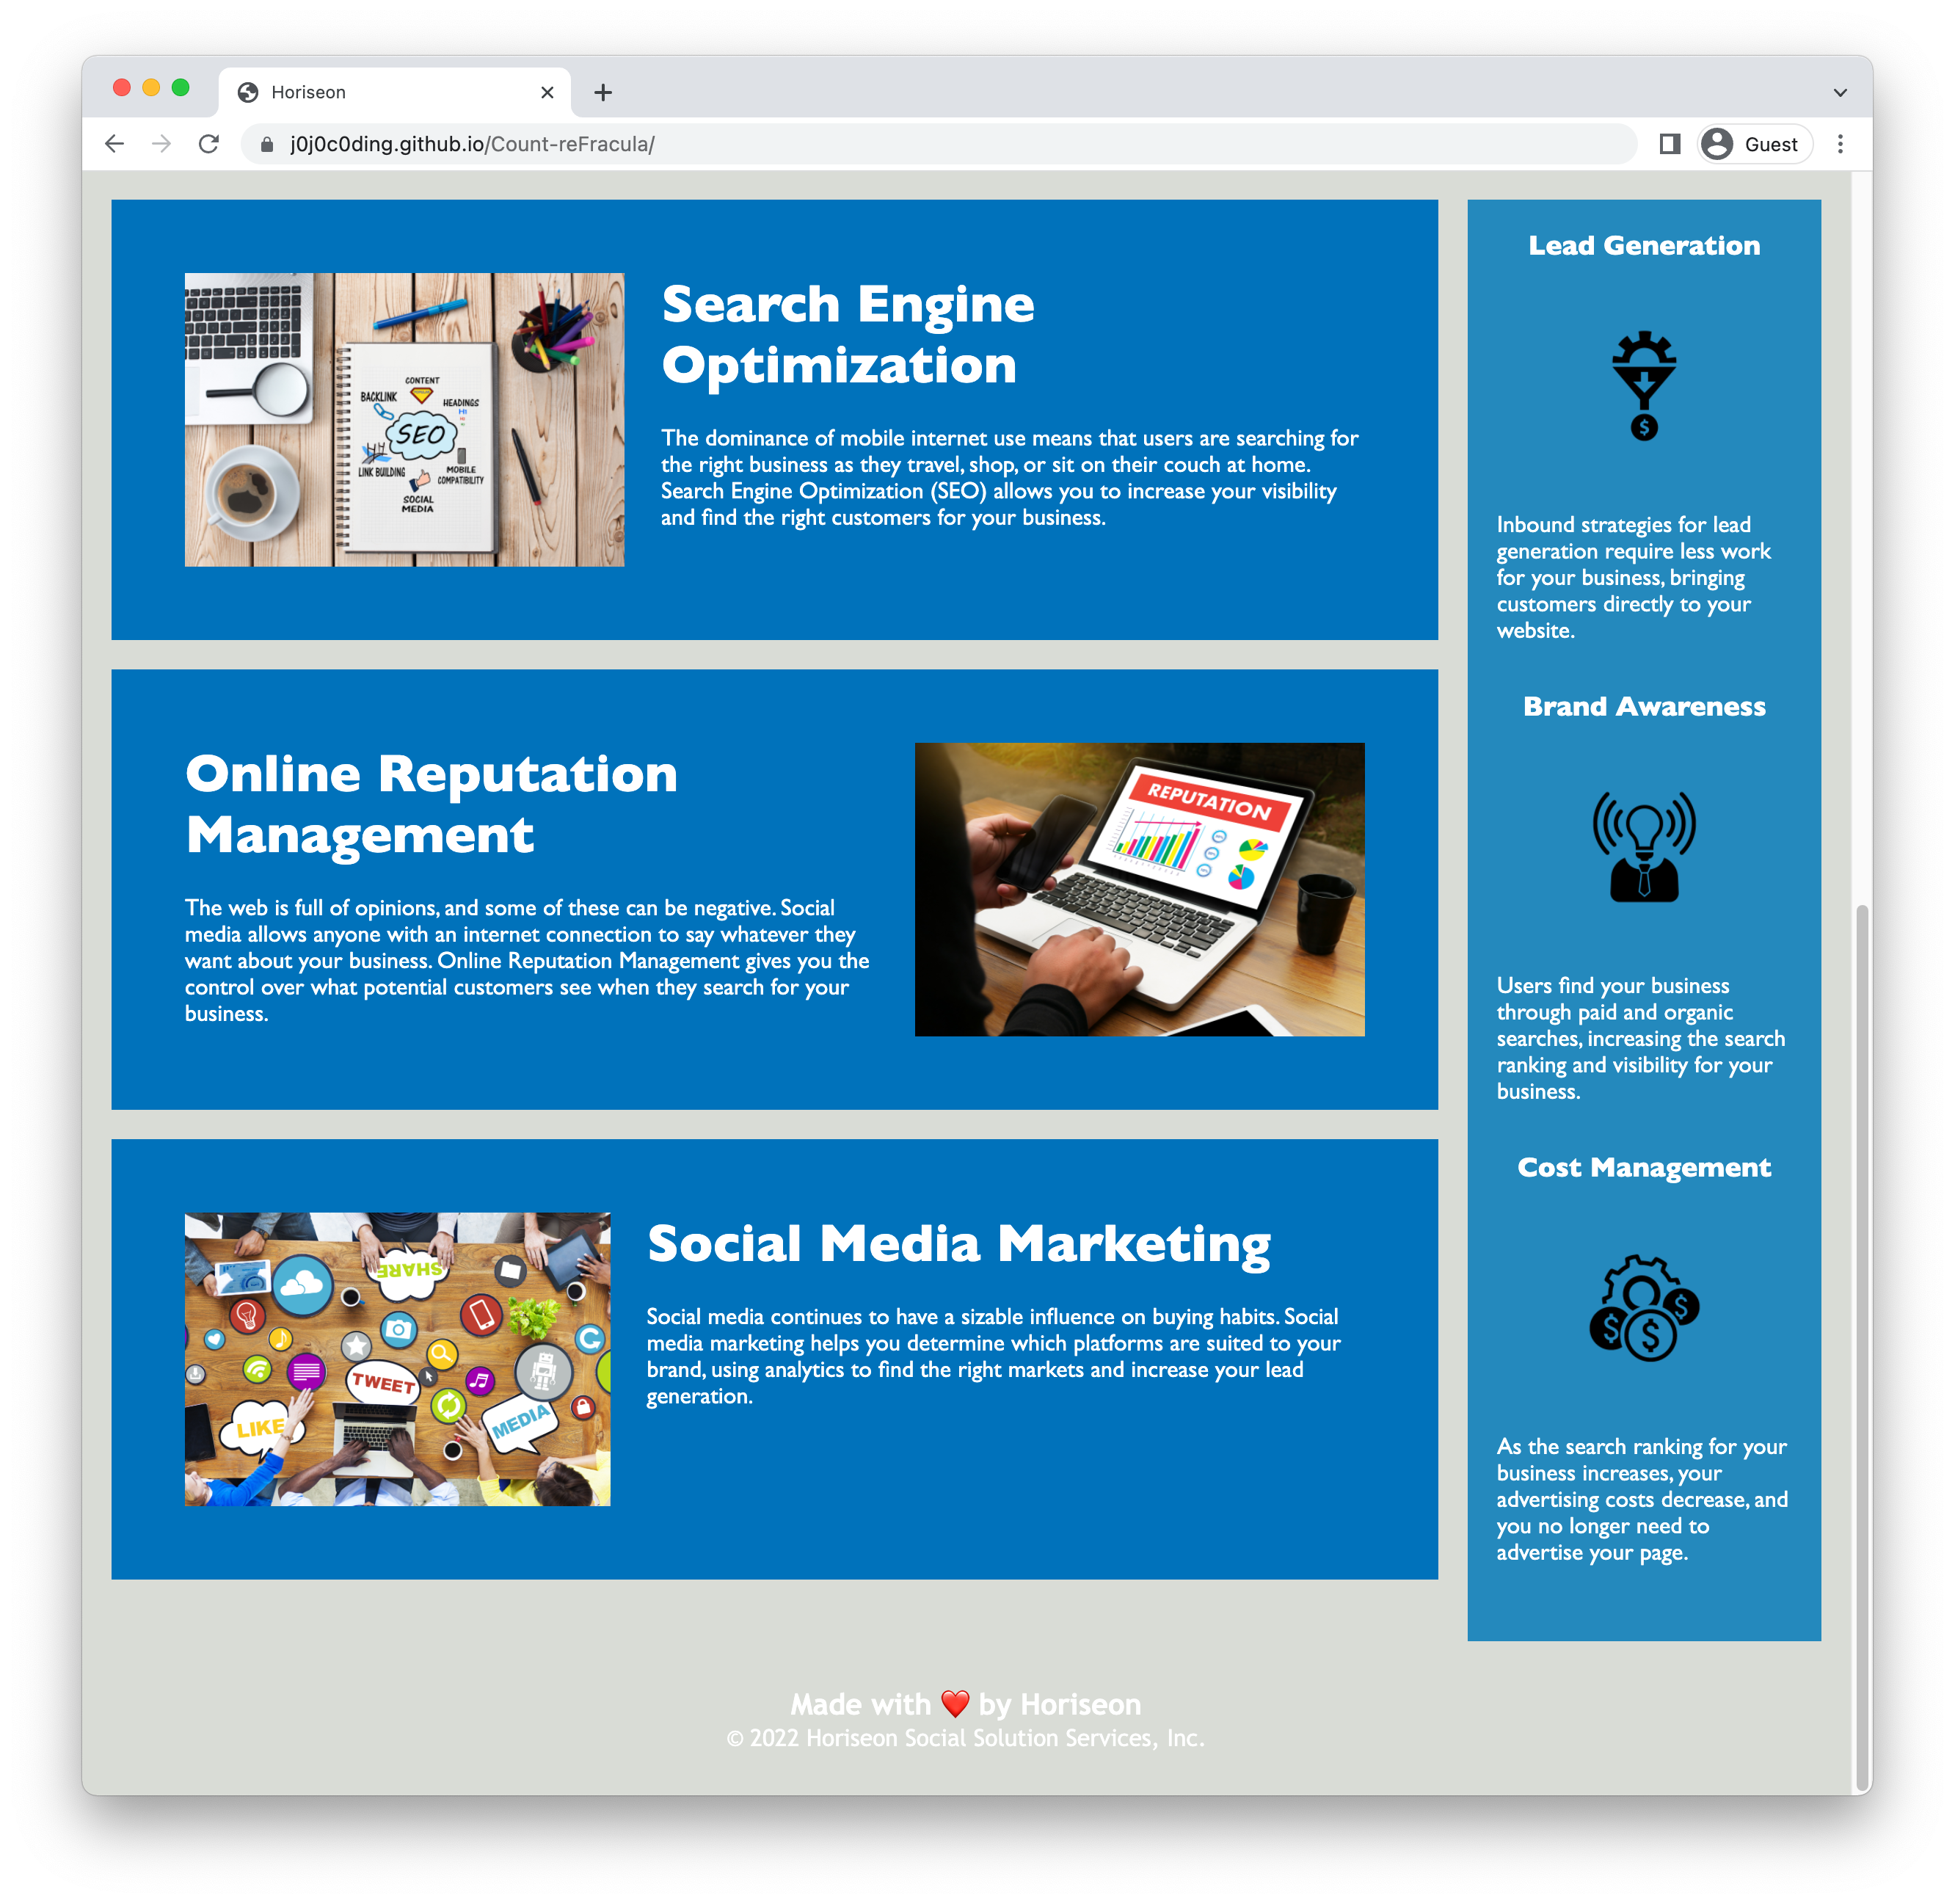 Horiseon
j0j0c0ding.github.io/Count-reFracula/
Guest
CONTENT
BACKLINK
HEADINGS
H1
SEO
LINK BUILDING
MOBILE
COMPATIBILITY
SOCIAL
MEDIA
Search Engine
Optimization
The dominance of mobile internet use means that users are searching for
the right business as they travel, shop, or sit on their couch at home.
Search Engine Optimization (SEO) allows you to increase your visibility
and find the right customers for your business.
Online Reputation
Management
The web is full of opinions, and some of these can be negative. Social
media allows anyone with an internet connection to say whatever they
want about your business. Online Reputation Management gives you the
control over what potential customers see when they search for your
business.
REPUTATION
SHARE
TWEET
LIKE
MEDIA
Social Media Marketing
Social media continues to have a sizable influence on buying habits. Social
media marketing helps you determine which platforms are suited to your
brand, using analytics to find the right markets and increase your lead
generation.
Lead Generation
$
Inbound strategies for lead
generation require less work
for your business, bringing
customers directly to your
website.
Brand Awareness
Users find your business
through paid and organic
searches, increasing the search
ranking and visibility for your
business.
Cost Management
$
$
$
As the search ranking for your
business increases, your
advertising costs decrease, and
you no longer need to
advertise your page.
Made with ❤️ by Horiseon
© 2022 Horiseon Social Solution Services, Inc.